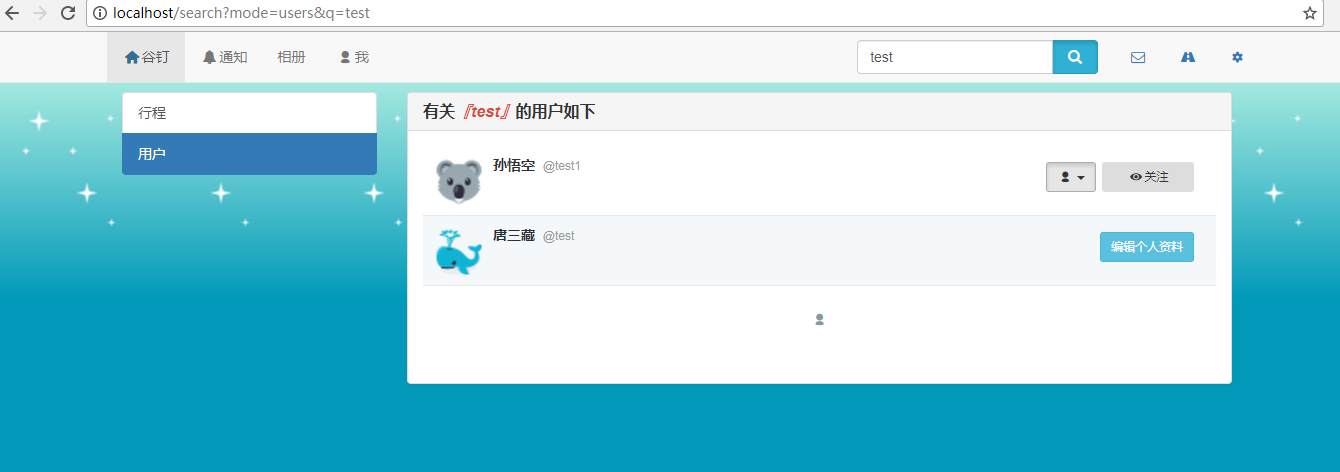 localhost/search?mode=users&q=test
谷钉 通知 相册 我 test
行程
用户
有关『test』的用户如下
孙悟空 @test1
关注
唐三藏 @test
编辑个人资料